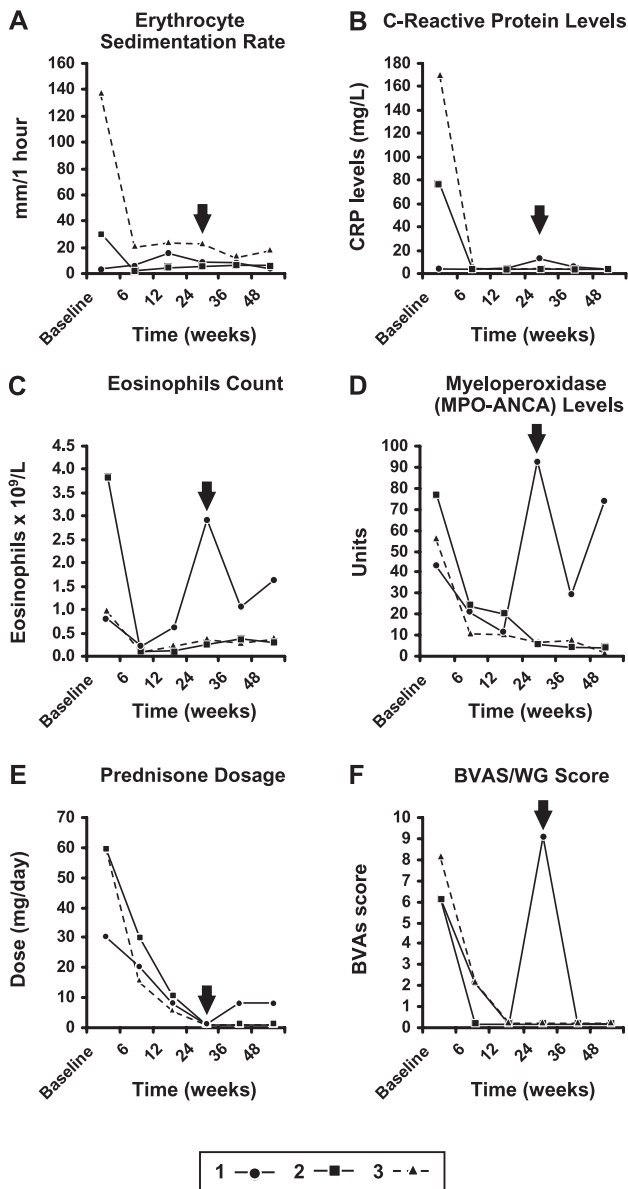 A
Erythrocyte
Sedimentation Rate
mm/1 hour
160
140
120
100
80
60
40
20
0
Baseline
6
12
24
36
48
Time (weeks)
B
C-Reactive Protein Levels
CRP levels (mg/L)
180
160
140
120
100
80
60
40
20
0
Baseline
6
12
24
36
48
Time (weeks)
C
Eosinophils Count
Eosinophils x 10⁹/L
4.5
4.0
3.5
3.0
2.5
2.0
1.5
1.0
0.5
0.0
Baseline
6
12
24
36
48
Time (weeks)
D
Myeloperoxidase
(MPO-ANCA) Levels
Units
100
90
80
70
60
50
40
30
20
10
0
Baseline
6
12
24
36
48
Time (weeks)
E
Prednisone Dosage
Dose (mg/day)
70
60
50
40
30
20
10
0
Baseline
6
12
24
36
48
Time (weeks)
F
BVAS/WG Score
BVAs score
10
9
8
7
6
5
4
3
2
1
0
Baseline
6
12
24
36
48
Time (weeks)
1 2 3